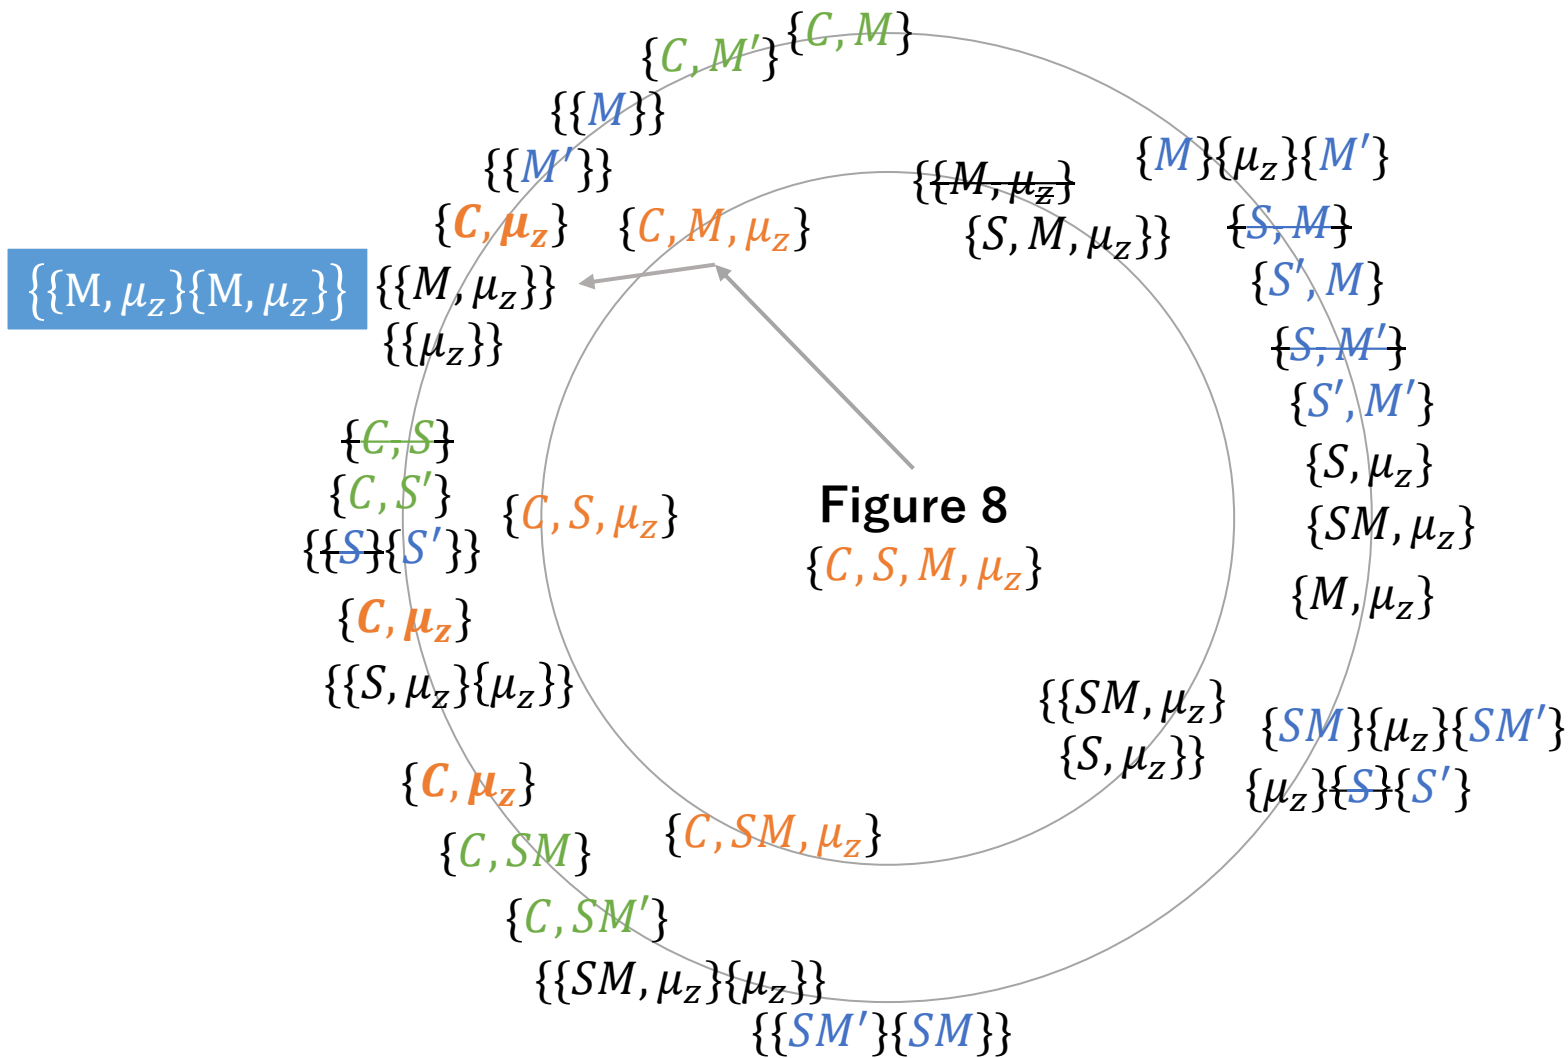 {C, M}
{C, M′}
{{M}}
{{M′}}
{C, μz}
{{M, μz}{M, μz}}
{{M, μz}}
{{μz}}
{C, M, μz}
{{M, μz}
{S, M, μz}}
{M}{μz}{M′}
{S, M}
{S′, M}
{S, M′}
{S′, M′}
{S, μz}
{SM, μz}
{M, μz}
{C, S}
{C, S′}
{{S}{S′}}
{C, μz}
{{S, μz}{μz}}
{C, S, μz}
Figure 8
{C, S, M, μz}
{{SM, μz}
{S, μz}}
{SM}{μz}{SM′}
{μz}{S}{S′}
{C, μz}
{C, SM}
{C, SM′}
{C, SM, μz}
{{SM, μz}{μz}}
{{SM′}{SM}}